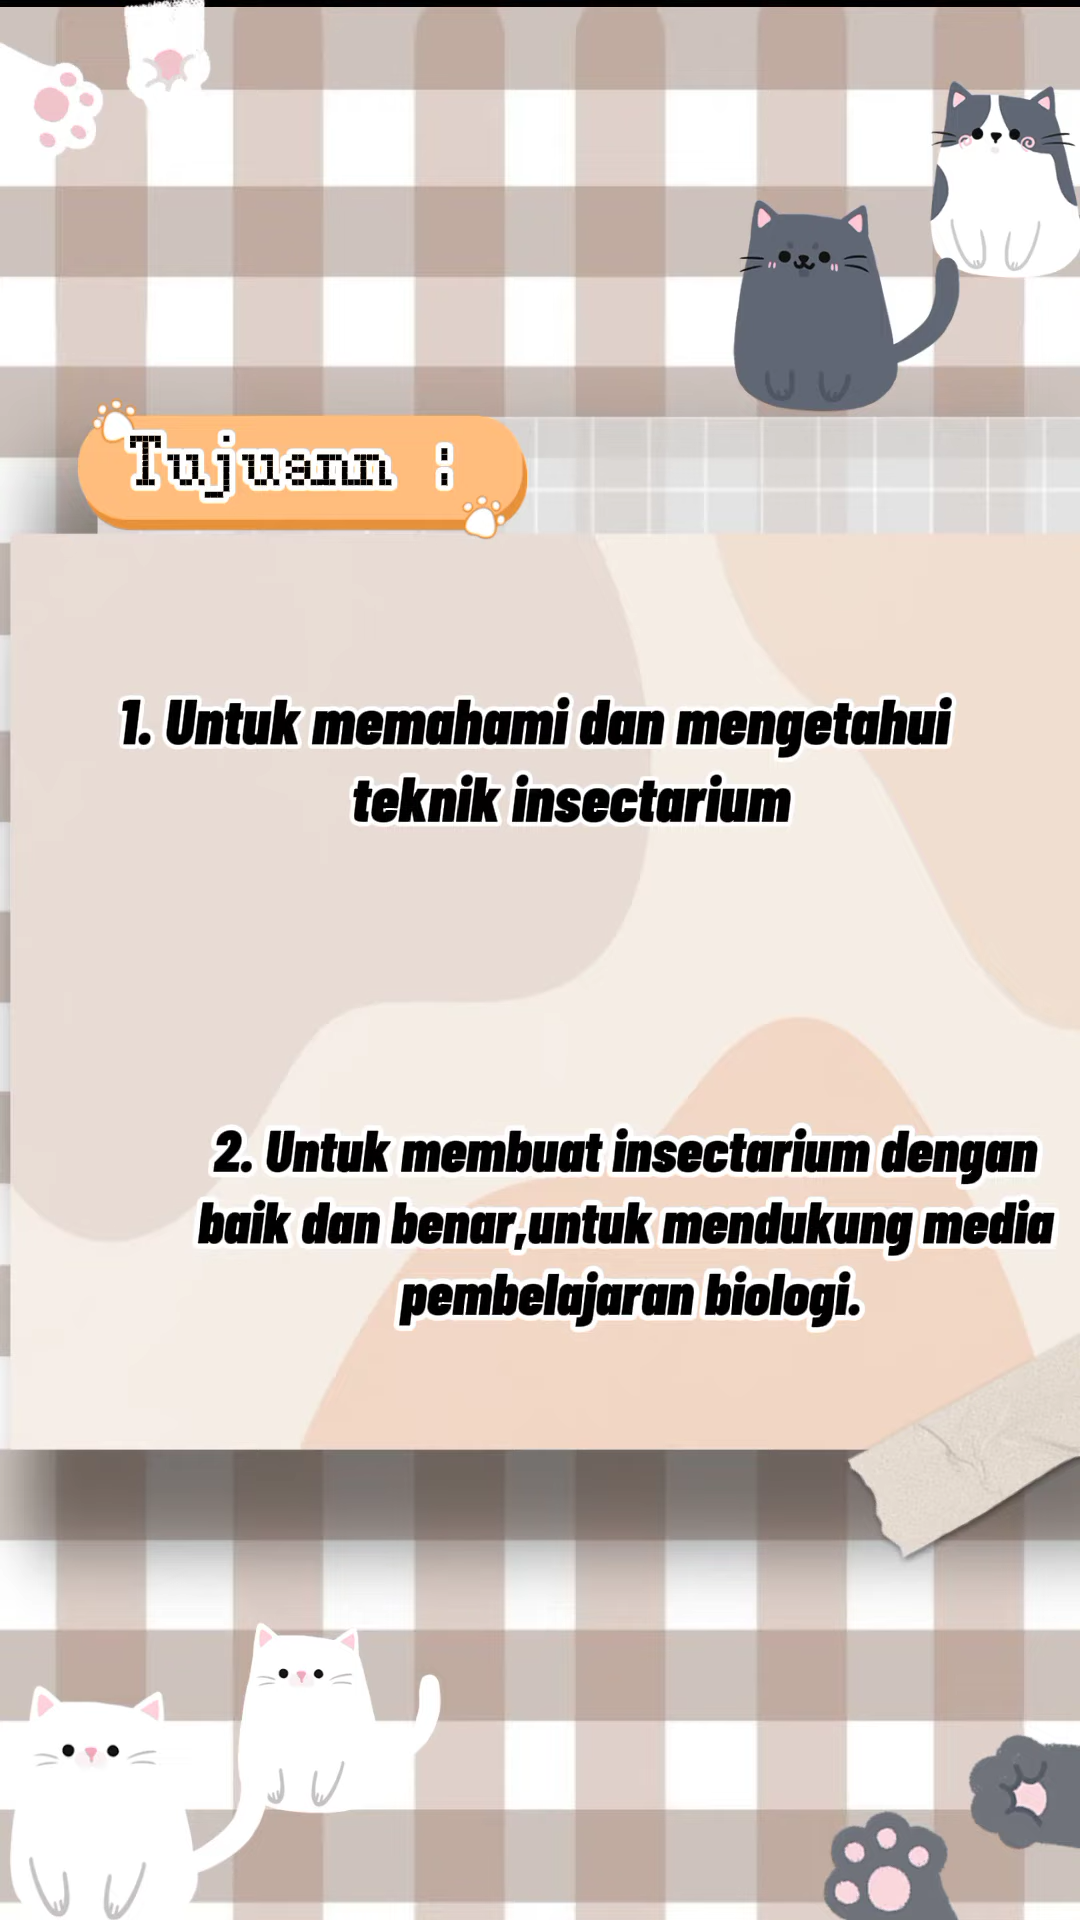 Tujuann :
1. Untuk memahami dan mengetahui
teknik insectarium
2. Untuk membuat insectarium dengan
baik dan benar,untuk mendukung media
pembelajaran biologi.